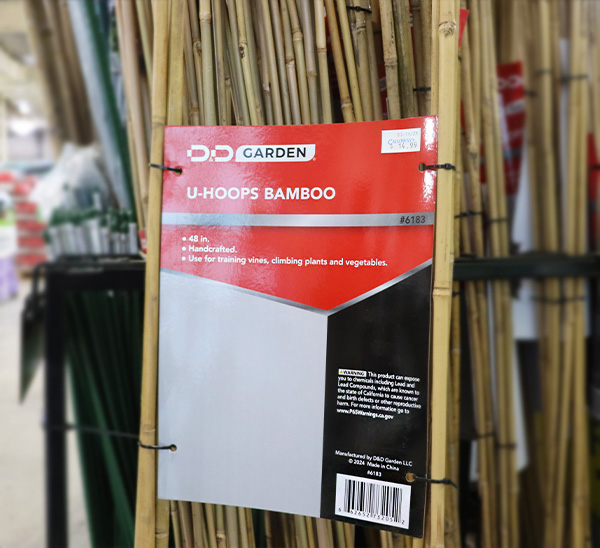 D&D GARDEN
U-HOOPS BAMBOO
#6183
• 48 in.
• Handcrafted.
• Use for training vines, climbing plants and vegetables.
WARNING: This product can expose
you to chemicals including Lead and
Lead Compounds, which are known to
the state of California to cause cancer
and birth defects or other reproductive
harm. For more information go to
www.P65Warnings.ca.gov
Manufactured by D&D Garden LLC
© 2024 Made in China
#6183